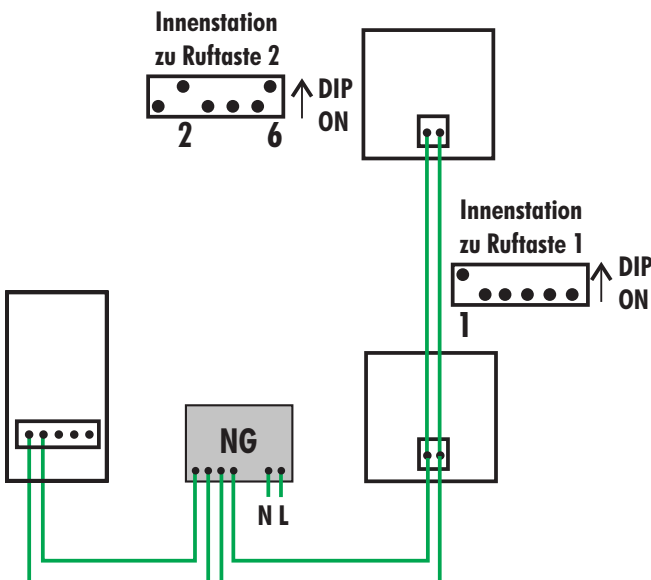 Innenstation
zu Ruftaste 2
DIP
ON
2 6
Innenstation
zu Ruftaste 1
DIP
ON
1
NG
N L